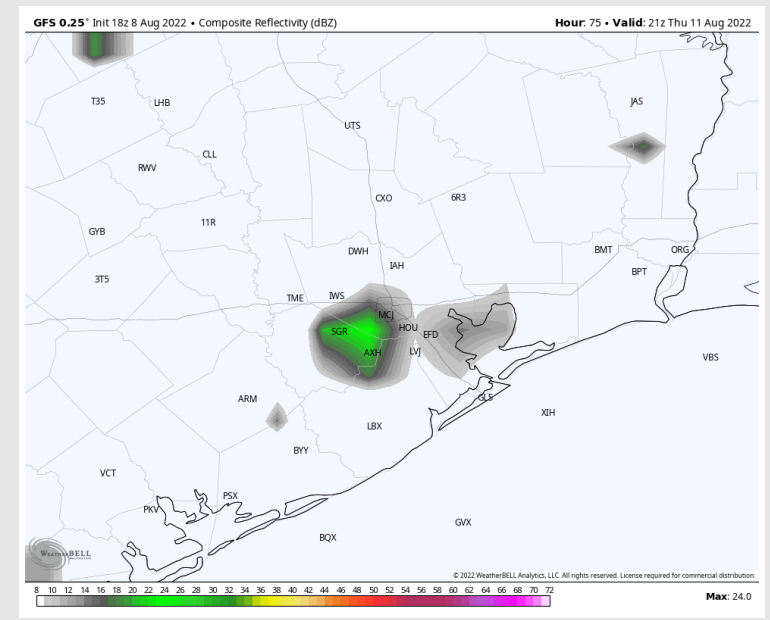 GFS 0.25° Init 18z 8 Aug 2022 • Composite Reflectivity (dBZ)
Hour: 75 • Valid: 21z Thu 11 Aug 2022
JAS
T35
LHB
UTS
CLL
RWV
CXO
6R3
11R
GYB
DWH
BMT
ORG
IAH
BPT
3T5
TME
IWS
MCJ
HOU
SGR
EFD
AXH
LVJ
VBS
ARM
GLS
XIH
LBX
BYY
VCT
PSX
PKV
GVX
BQX
WEATHERBELL
© 2022 WeatherBELL Analytics, LLC. All rights reserved. License required for commercial distribution.
8 10 12 14 16 18 20 22 24 26 28 30 32 34 36 38 40 42 44 46 48 50 52 54 56 58 60 62 64 66 68 70 72
Max: 24.0